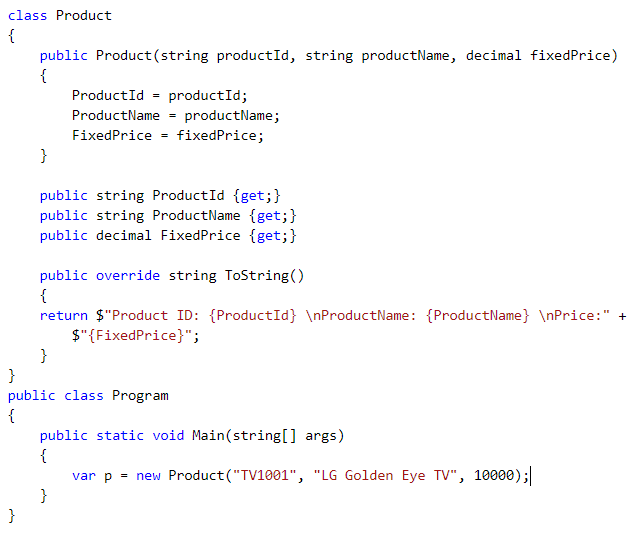 class Product
{
    public Product(string productId, string productName, decimal fixedPrice)
    {
        ProductId = productId;
        ProductName = productName;
        FixedPrice = fixedPrice;
    }

    public string ProductId {get;}
    public string ProductName {get;}
    public decimal FixedPrice {get;}

    public override string ToString()
    {
    return $"Product ID: {ProductId} \nProductName: {ProductName} \nPrice:" +
        $"{FixedPrice}";
    }
}
public class Program
{
    public static void Main(string[] args)
    {
        var p = new Product("TV1001", "LG Golden Eye TV", 10000);
    }
}